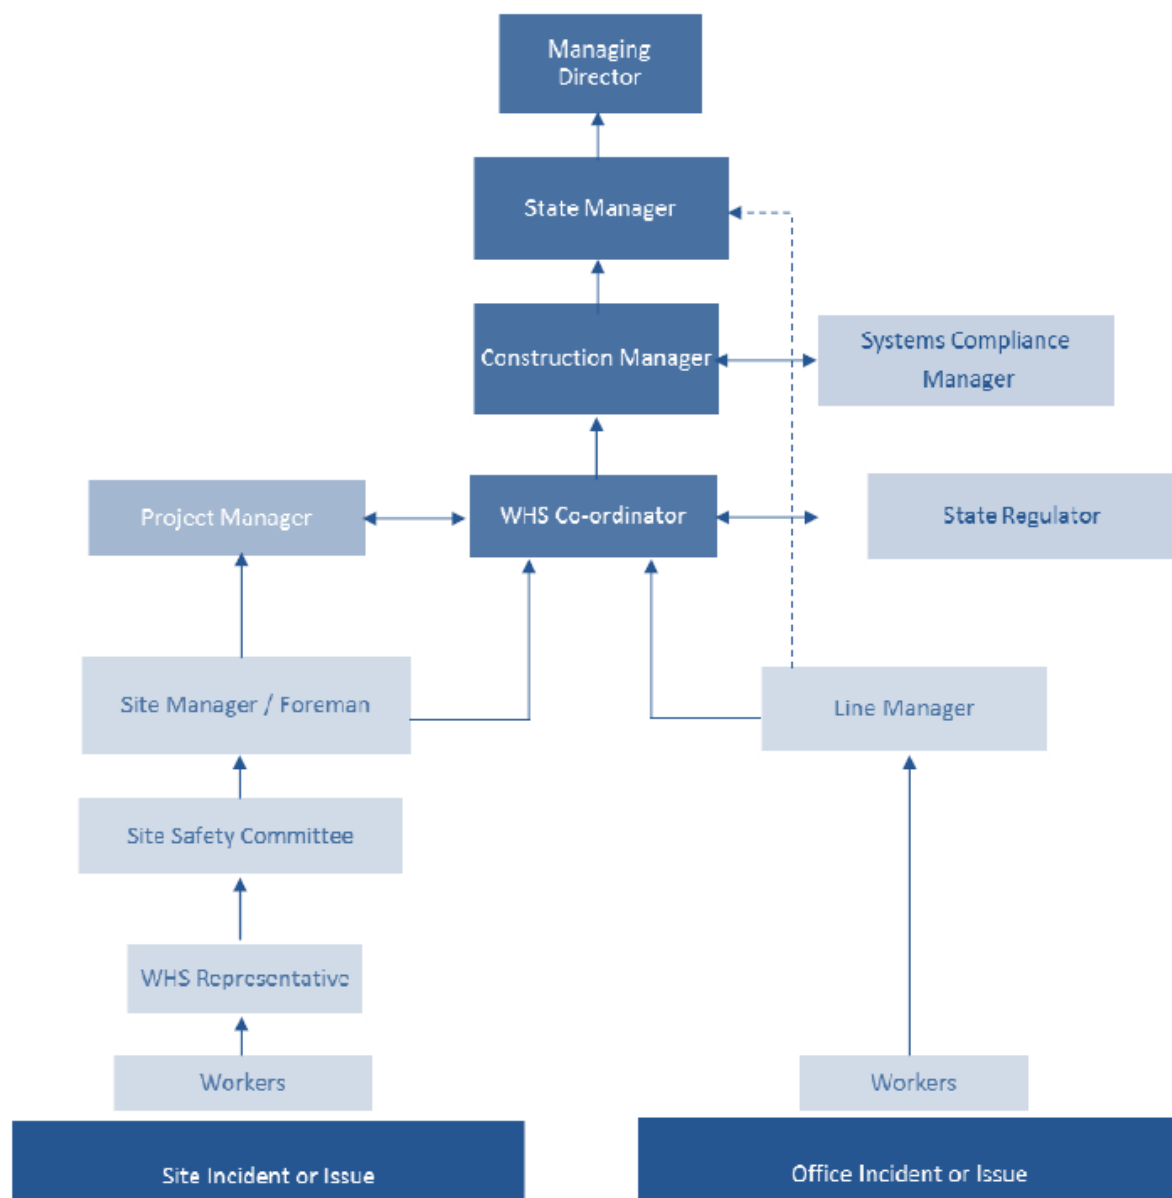 Managing
Director
State Manager
Construction Manager
Systems Compliance
Manager
Project Manager
WHS Co-ordinator
State Regulator
Site Manager / Foreman
Line Manager
Site Safety Committee
WHS Representative
Workers
Workers
Site Incident or Issue
Office Incident or Issue